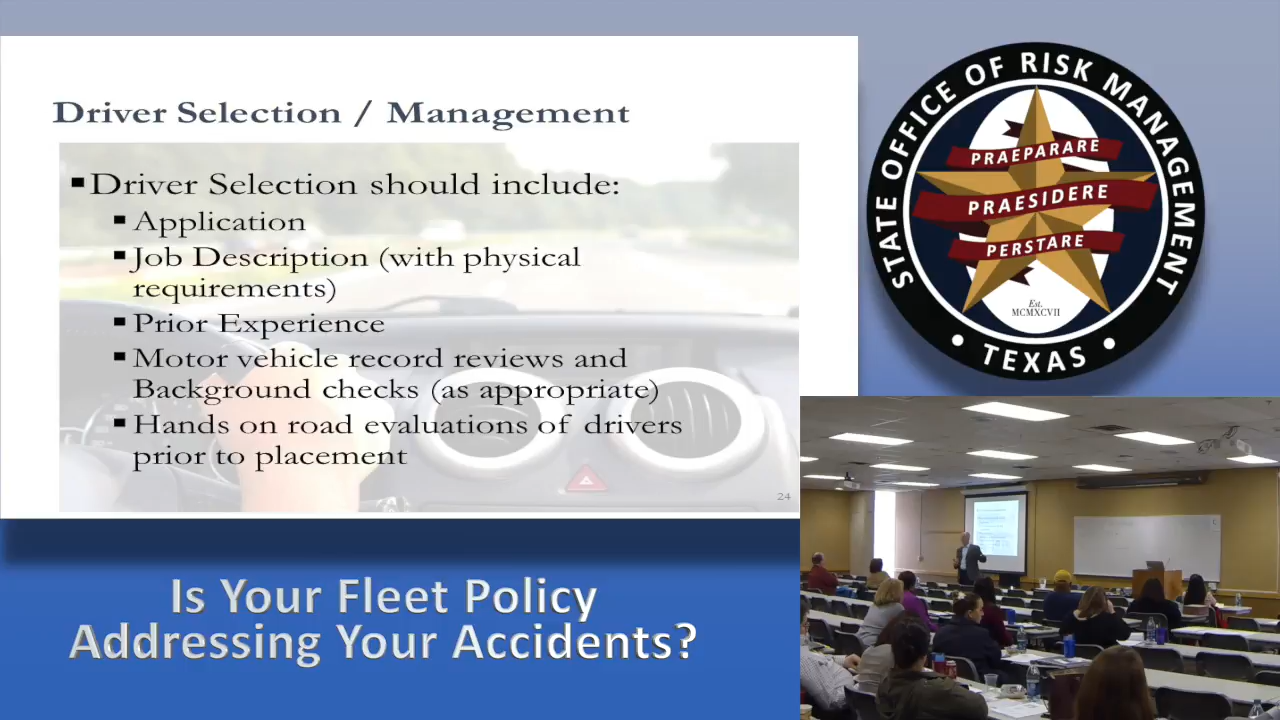 Driver Selection / Management
▪Driver Selection should include:
▪Application
▪Job Description (with physical
requirements)
▪Prior Experience
▪Motor vehicle record reviews and
Background checks (as appropriate)
▪Hands on road evaluations of drivers
prior to placement
24
STATE OFFICE OF RISK MANAGEMENT
PRAEPARARE
PRAESIDERE
PERSTARE
Est.
MCMXCVII
• TEXAS •
Is Your Fleet Policy
Addressing Your Accidents?